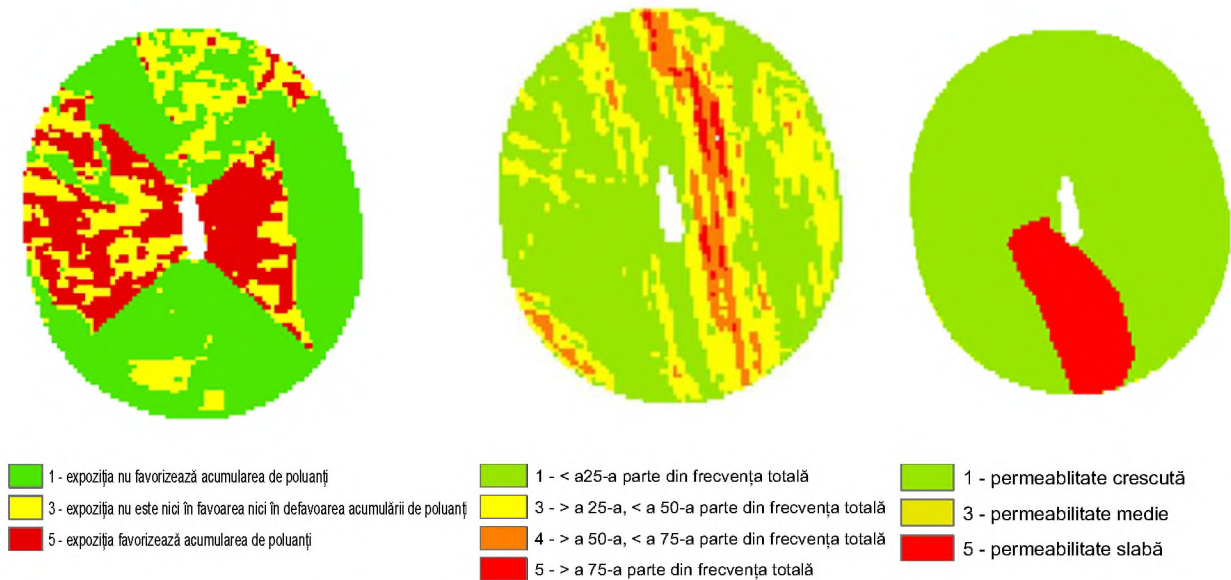 1 - expoziția nu favorizează acumularea de poluanți
3 - expoziția nu este nici în favoarea nici în defavoarea acumulării de poluanți
5 - expoziția favorizează acumularea de poluanți
1 - < a25-a parte din frecvența totală
3 - > a 25-a, < a 50-a parte din frecvența totală
4 - > a 50-a, < a 75-a parte din frecvența totală
5 - > a 75-a parte din frecvența totală
1 - permeablitate crescută
3 - permeabilitate medie
5 - permeabilitate slabă